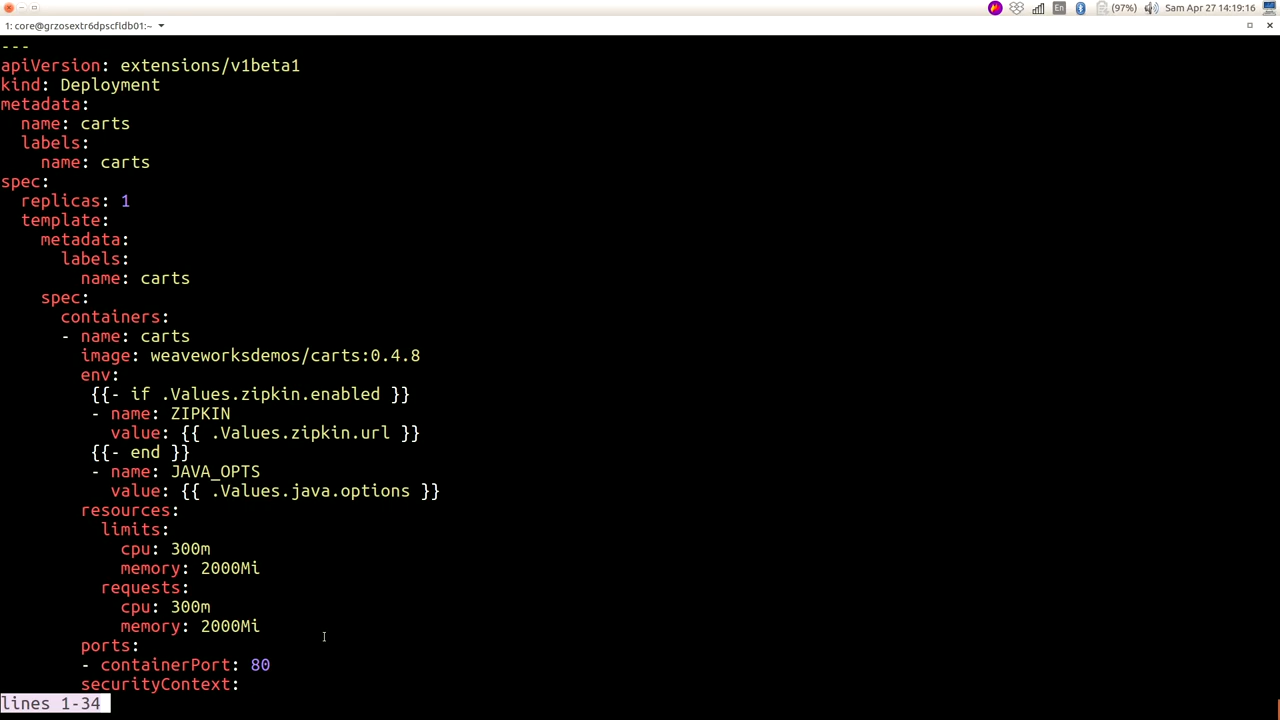 En (97%) Sam Apr 27 14:19:16
1: core@grzosextr6dpscfldb01:~
---
apiVersion: extensions/v1beta1
kind: Deployment
metadata:
  name: carts
  labels:
    name: carts
spec:
  replicas: 1
  template:
    metadata:
      labels:
        name: carts
    spec:
      containers:
      - name: carts
        image: weaveworksdemos/carts:0.4.8
        env:
         {{- if .Values.zipkin.enabled }}
         - name: ZIPKIN
           value: {{ .Values.zipkin.url }}
         {{- end }}
         - name: JAVA_OPTS
           value: {{ .Values.java.options }}
        resources:
          limits:
            cpu: 300m
            memory: 2000Mi
          requests:
            cpu: 300m
            memory: 2000Mi
        ports:
        - containerPort: 80
        securityContext:
lines 1-34